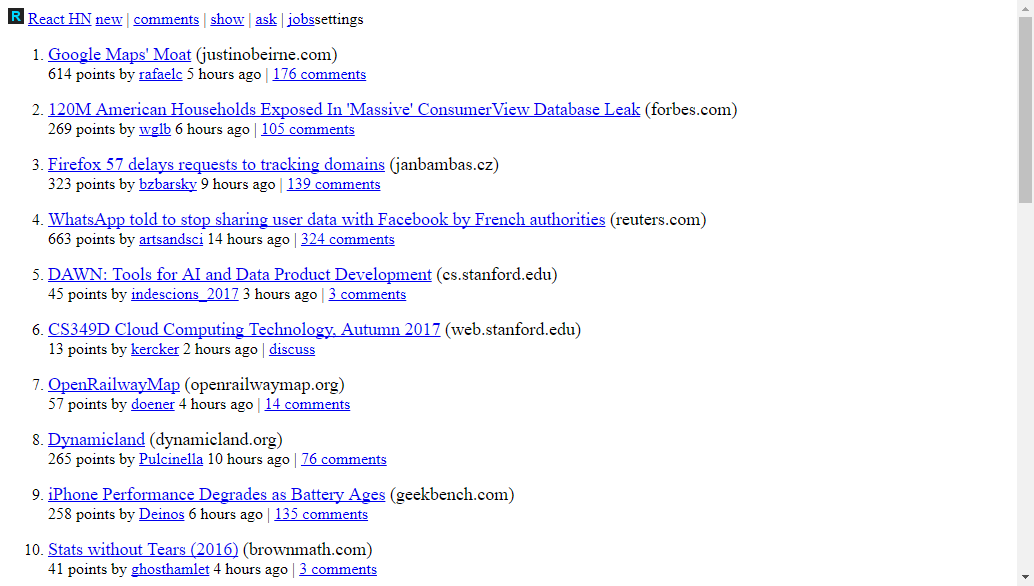 R React HN new | comments | show | ask | jobssettings
1. Google Maps' Moat (justinobeirne.com)
614 points by rafaelc 5 hours ago | 176 comments
2. 120M American Households Exposed In 'Massive' ConsumerView Database Leak (forbes.com)
269 points by wglb 6 hours ago | 105 comments
3. Firefox 57 delays requests to tracking domains (janbambas.cz)
323 points by bzbarsky 9 hours ago | 139 comments
4. WhatsApp told to stop sharing user data with Facebook by French authorities (reuters.com)
663 points by artsandsci 14 hours ago | 324 comments
5. DAWN: Tools for AI and Data Product Development (cs.stanford.edu)
45 points by indescions_2017 3 hours ago | 3 comments
6. CS349D Cloud Computing Technology, Autumn 2017 (web.stanford.edu)
13 points by kercker 2 hours ago | discuss
7. OpenRailwayMap (openrailwaymap.org)
57 points by doener 4 hours ago | 14 comments
8. Dynamicland (dynamicland.org)
265 points by Pulcinella 10 hours ago | 76 comments
9. iPhone Performance Degrades as Battery Ages (geekbench.com)
258 points by Deinos 6 hours ago | 135 comments
10. Stats without Tears (2016) (brownmath.com)
41 points by ghosthamlet 4 hours ago | 3 comments